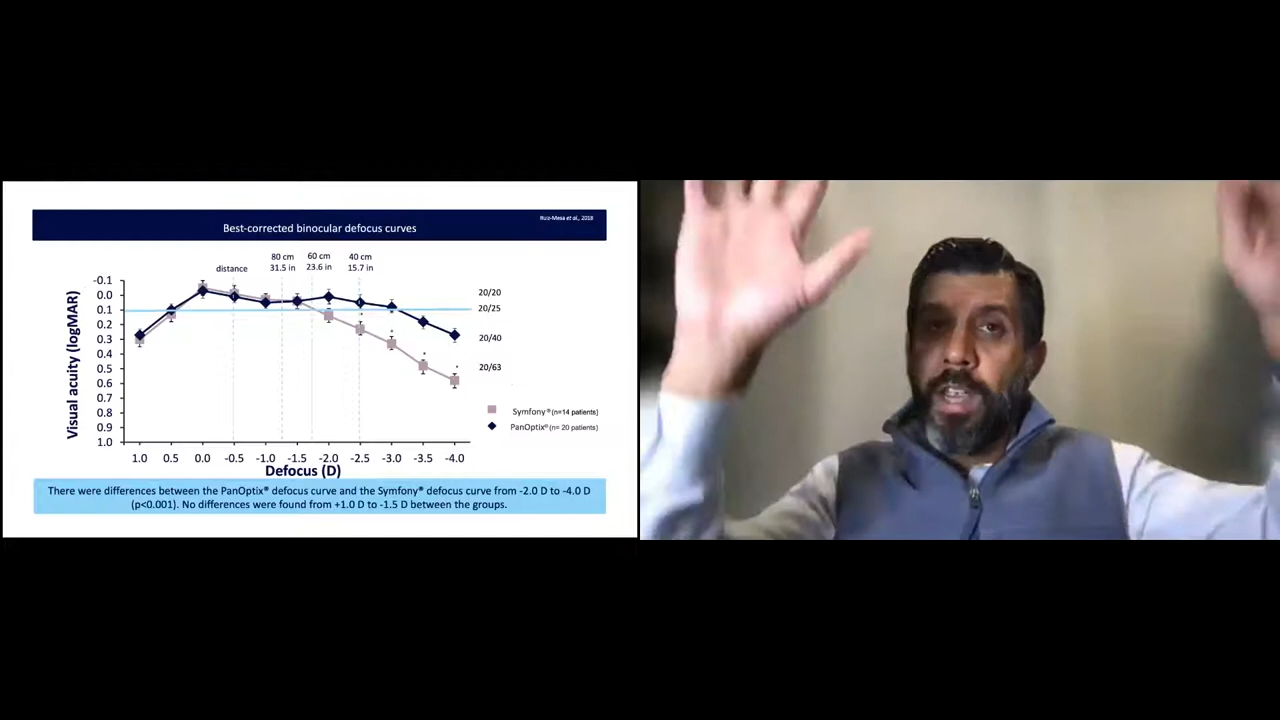 Ruiz-Mesa et al., 2018
Best-corrected binocular defocus curves
80 cm 60 cm 40 cm
distance 31.5 in 23.6 in 15.7 in
-0.1
0.0
0.1
0.2
0.3
0.4
0.5
0.6
0.7
0.8
0.9
1.0
Visual acuity (logMAR)
20/20
20/25
20/40
20/63
Symfony® (n=14 patients)
PanOptix® (n= 20 patients)
1.0 0.5 0.0 -0.5 -1.0 -1.5 -2.0 -2.5 -3.0 -3.5 -4.0
Defocus (D)
There were differences between the PanOptix® defocus curve and the Symfony® defocus curve from -2.0 D to -4.0 D
(p<0.001). No differences were found from +1.0 D to -1.5 D between the groups.